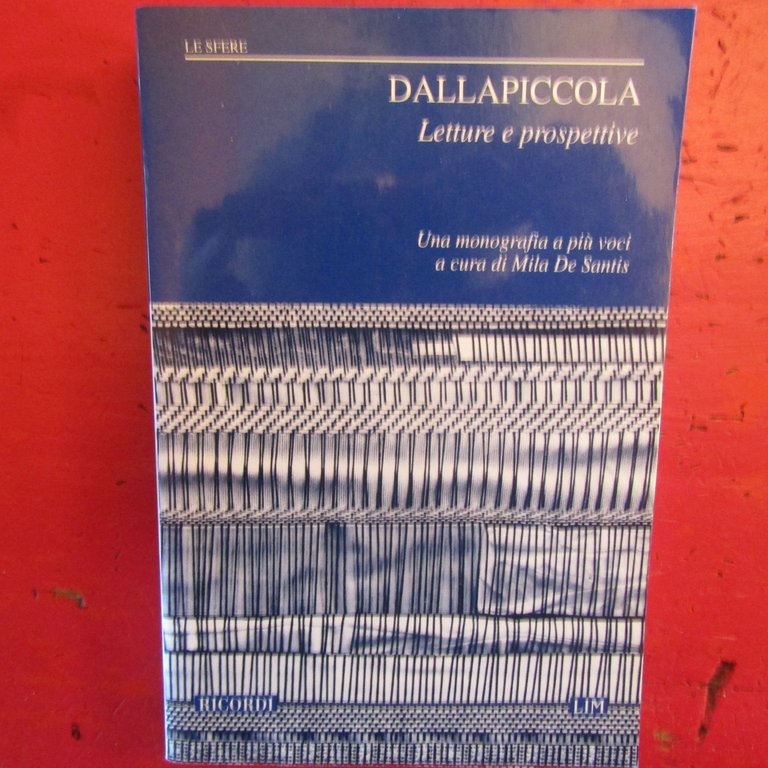 LE SFERE
DALLAPICCOLA
Letture e prospettive
Una monografia a più voci
a cura di Mila De Santis
RICORDI
LIM